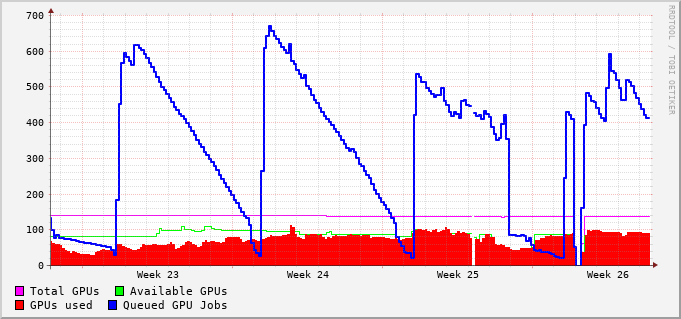 700
600
500
400
300
200
100
0
Week 23 Week 24 Week 25 Week 26
Total GPUs Available GPUs
GPUs used Queued GPU Jobs
RRDTOOL / TOBI OETIKER